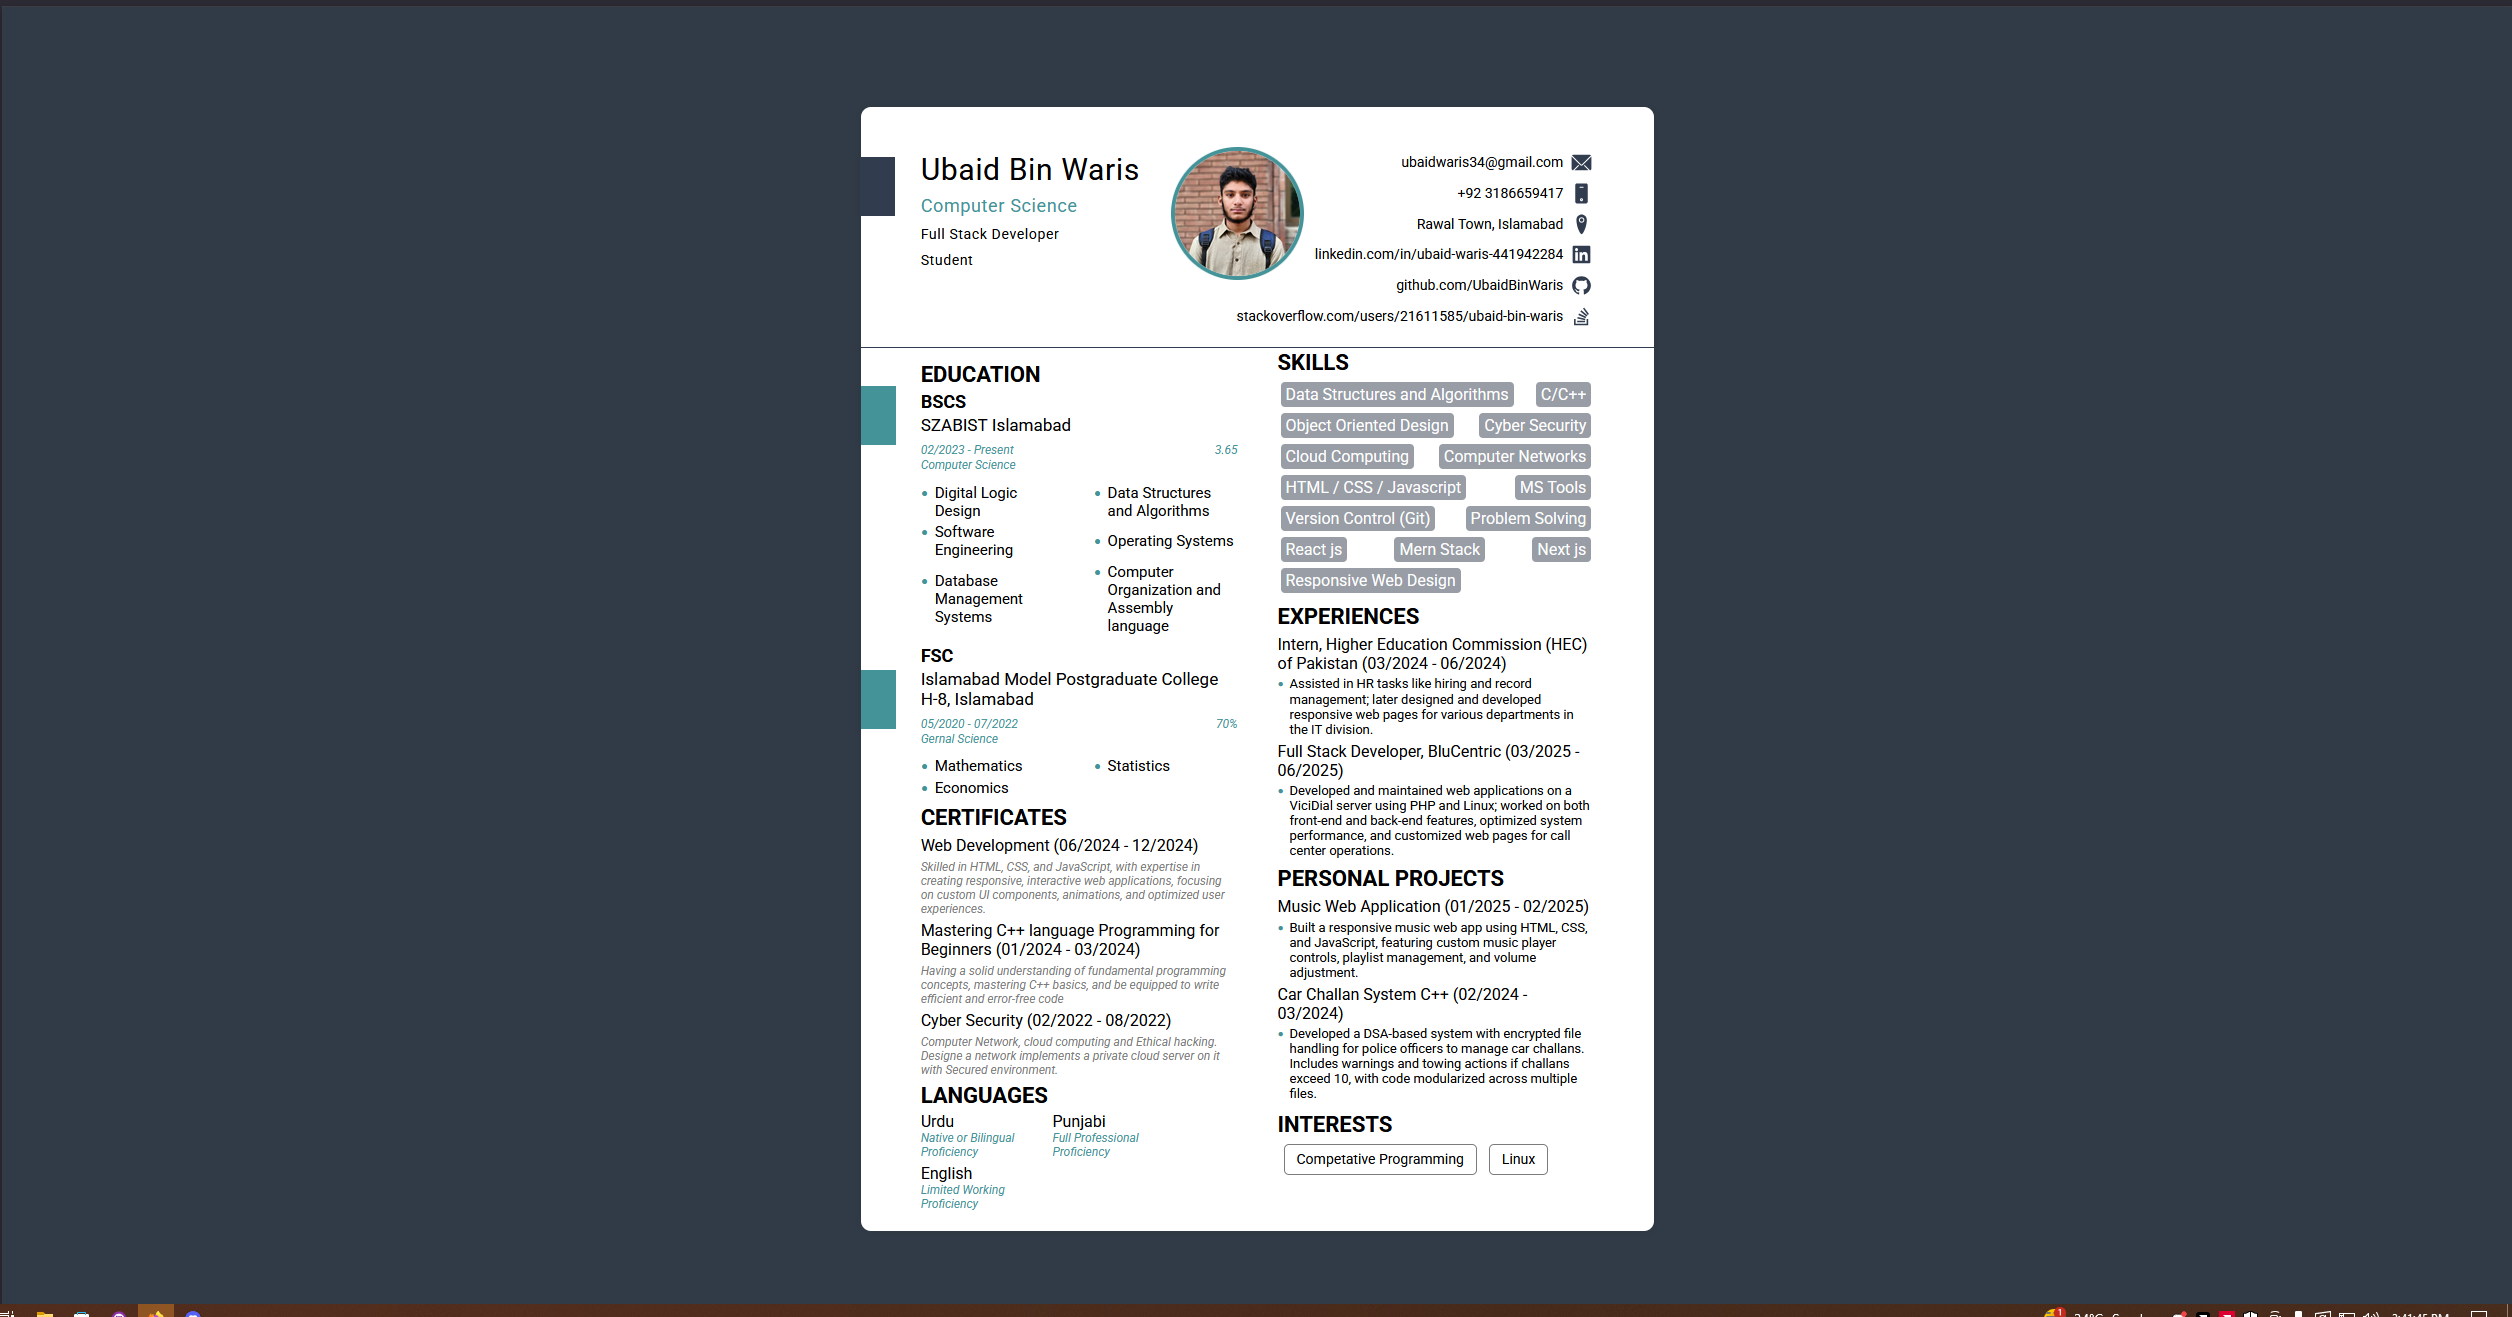 Ubaid Bin Waris
Computer Science
Full Stack Developer
Student
ubaidwaris34@gmail.com
+92 3186659417
Rawal Town, Islamabad
linkedin.com/in/ubaid-waris-441942284
github.com/UbaidBinWaris
stackoverflow.com/users/21611585/ubaid-bin-waris
EDUCATION
BSCS
SZABIST Islamabad
02/2023 - Present 3.65
Computer Science
Digital Logic
Design
Software
Engineering
Database
Management
Systems
Data Structures
and Algorithms
Operating Systems
Computer
Organization and
Assembly
language
FSC
Islamabad Model Postgraduate College
H-8, Islamabad
05/2020 - 07/2022 70%
Gernal Science
Mathematics
Economics
Statistics
CERTIFICATES
Web Development (06/2024 - 12/2024)
Skilled in HTML, CSS, and JavaScript, with expertise in
creating responsive, interactive web applications, focusing
on custom UI components, animations, and optimized user
experiences.
Mastering C++ language Programming for
Beginners (01/2024 - 03/2024)
Having a solid understanding of fundamental programming
concepts, mastering C++ basics, and be equipped to write
efficient and error-free code
Cyber Security (02/2022 - 08/2022)
Computer Network, cloud computing and Ethical hacking.
Designe a network implements a private cloud server on it
with Secured environment.
LANGUAGES
Urdu
Native or Bilingual
Proficiency
Punjabi
Full Professional
Proficiency
English
Limited Working
Proficiency
SKILLS
Data Structures and Algorithms C/C++
Object Oriented Design Cyber Security
Cloud Computing Computer Networks
HTML / CSS / Javascript MS Tools
Version Control (Git) Problem Solving
React js Mern Stack Next js
Responsive Web Design
EXPERIENCES
Intern, Higher Education Commission (HEC)
of Pakistan (03/2024 - 06/2024)
Assisted in HR tasks like hiring and record
management; later designed and developed
responsive web pages for various departments in
the IT division.
Full Stack Developer, BluCentric (03/2025 -
06/2025)
Developed and maintained web applications on a
ViciDial server using PHP and Linux; worked on both
front-end and back-end features, optimized system
performance, and customized web pages for call
center operations.
PERSONAL PROJECTS
Music Web Application (01/2025 - 02/2025)
Built a responsive music web app using HTML, CSS,
and JavaScript, featuring custom music player
controls, playlist management, and volume
adjustment.
Car Challan System C++ (02/2024 -
03/2024)
Developed a DSA-based system with encrypted file
handling for police officers to manage car challans.
Includes warnings and towing actions if challans
exceed 10, with code modularized across multiple
files.
INTERESTS
Competative Programming Linux